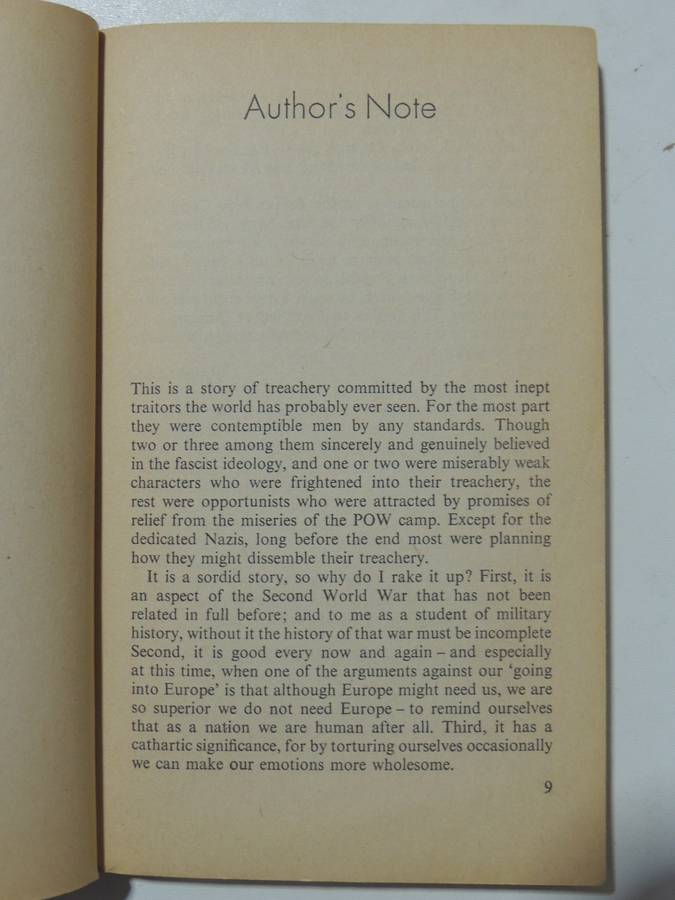 Author's Note
This is a story of treachery committed by the most inept
traitors the world has probably ever seen. For the most part
they were contemptible men by any standards. Though
two or three among them sincerely and genuinely believed
in the fascist ideology, and one or two were miserably weak
characters who were frightened into their treachery, the
rest were opportunists who were attracted by promises of
relief from the miseries of the POW camp. Except for the
dedicated Nazis, long before the end most were planning
how they might dissemble their treachery.
It is a sordid story, so why do I rake it up? First, it is
an aspect of the Second World War that has not been
related in full before; and to me as a student of military
history, without it the history of that war must be incomplete
Second, it is good every now and again – and especially
at this time, when one of the arguments against our 'going
into Europe' is that although Europe might need us, we are
so superior we do not need Europe – to remind ourselves
that as a nation we are human after all. Third, it has a
cathartic significance, for by torturing ourselves occasionally
we can make our emotions more wholesome.
9